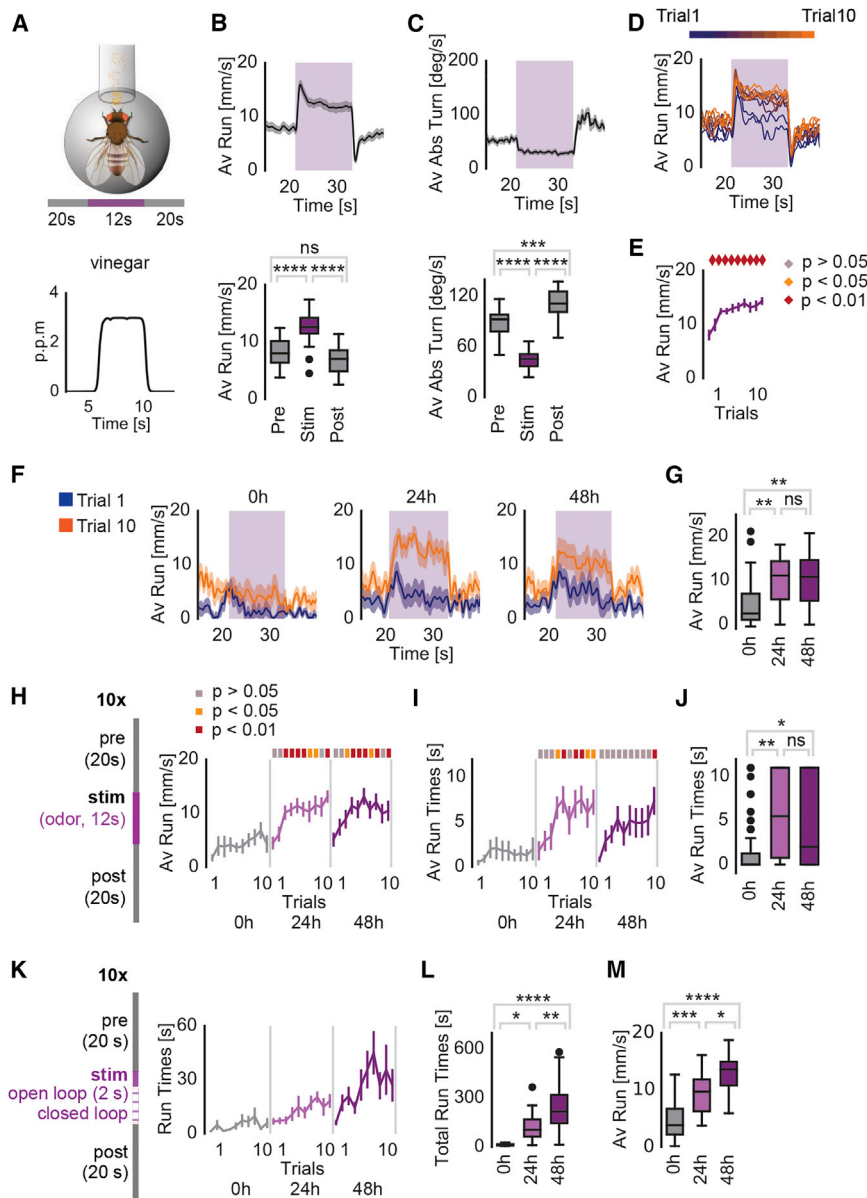 A
20s 12s 20s
vinegar
p.p.m
4
2
0
5 10
Time [s]
B
Av Run [mm/s]
20
10
0
20 30
Time [s]
ns
**** ****
Av Run [mm/s]
20
10
0
Pre Stim Post
C
Av Abs Turn [deg/s]
200
100
0
20 30
Time [s]
***
**** ****
Av Abs Turn [deg/s]
120
60
0
Pre Stim Post
D
Trial1 Trial10
Av Run [mm/s]
20
10
0
20 30
Time [s]
E
Av Run [mm/s]
20
10
0
1 10
Trials
p > 0.05
p < 0.05
p < 0.01
F
Trial 1
Trial 10
0h 24h 48h
Av Run [mm/s]
20
10
0
20 30 20 30 20 30
Time [s]
G
**
** ns
Av Run [mm/s]
20
10
0
0h 24h 48h
H
10x
pre
(20s)
stim
(odor, 12s)
post
(20s)
p > 0.05
p < 0.05
p < 0.01
Av Run [mm/s]
20
10
0
1 10 1 10 1 10
Trials
0h 24h 48h
I
Av Run Times [s]
10
5
0
1 10 1 10 1 10
Trials
0h 24h 48h
J
*
** ns
Av Run Times [s]
10
5
0
0h 24h 48h
K
10x
pre
(20 s)
stim
open loop (2 s)
closed loop
post
(20 s)
Run Times [s]
60
30
0
1 10 1 10 1 10
Trials
0h 24h 48h
L
****
* **
Total Run Times [s]
600
300
0
0h 24h 48h
M
****
*** *
Av Run [mm/s]
20
10
0
0h 24h 48h